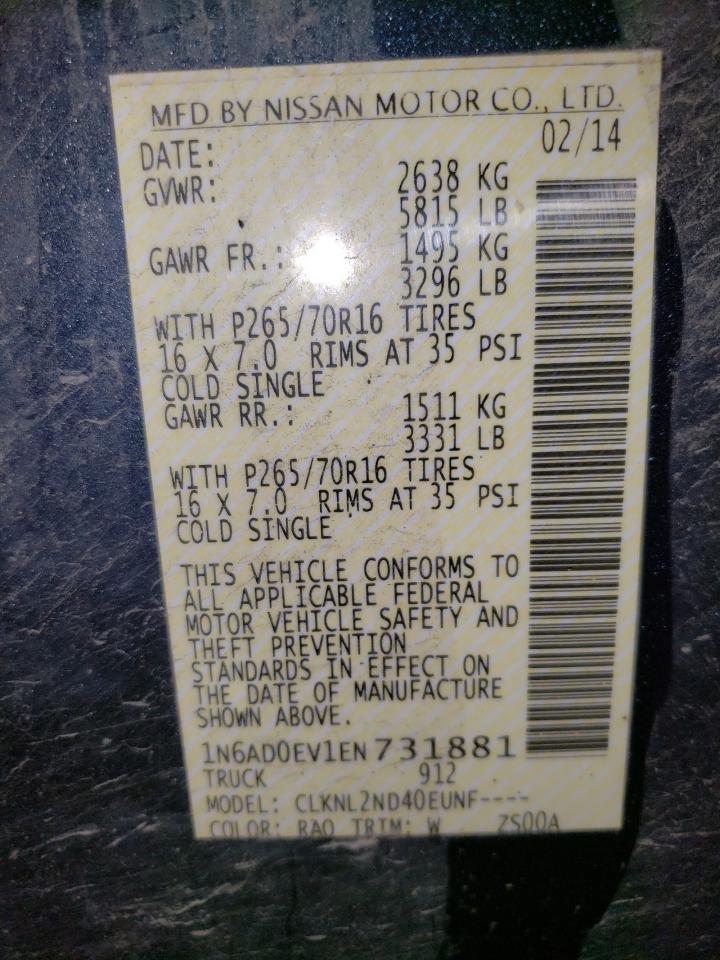 MFD BY NISSAN MOTOR CO., LTD.
DATE: 02/14
GVWR: 2638 KG
5815 LB
GAWR FR.: 1495 KG
3296 LB
WITH P265/70R16 TIRES
16 X 7.0 RIMS AT 35 PSI
COLD SINGLE
GAWR RR.: 1511 KG
3331 LB
WITH P265/70R16 TIRES
16 X 7.0 RIMS AT 35 PSI
COLD SINGLE
THIS VEHICLE CONFORMS TO
ALL APPLICABLE FEDERAL
MOTOR VEHICLE SAFETY AND
THEFT PREVENTION
STANDARDS IN EFFECT ON
THE DATE OF MANUFACTURE
SHOWN ABOVE.
1N6AD0EV1EN731881
TRUCK 912
MODEL: CLKNL2ND40EUNF----
COLOR: RAQ TRIM: W ZS00A